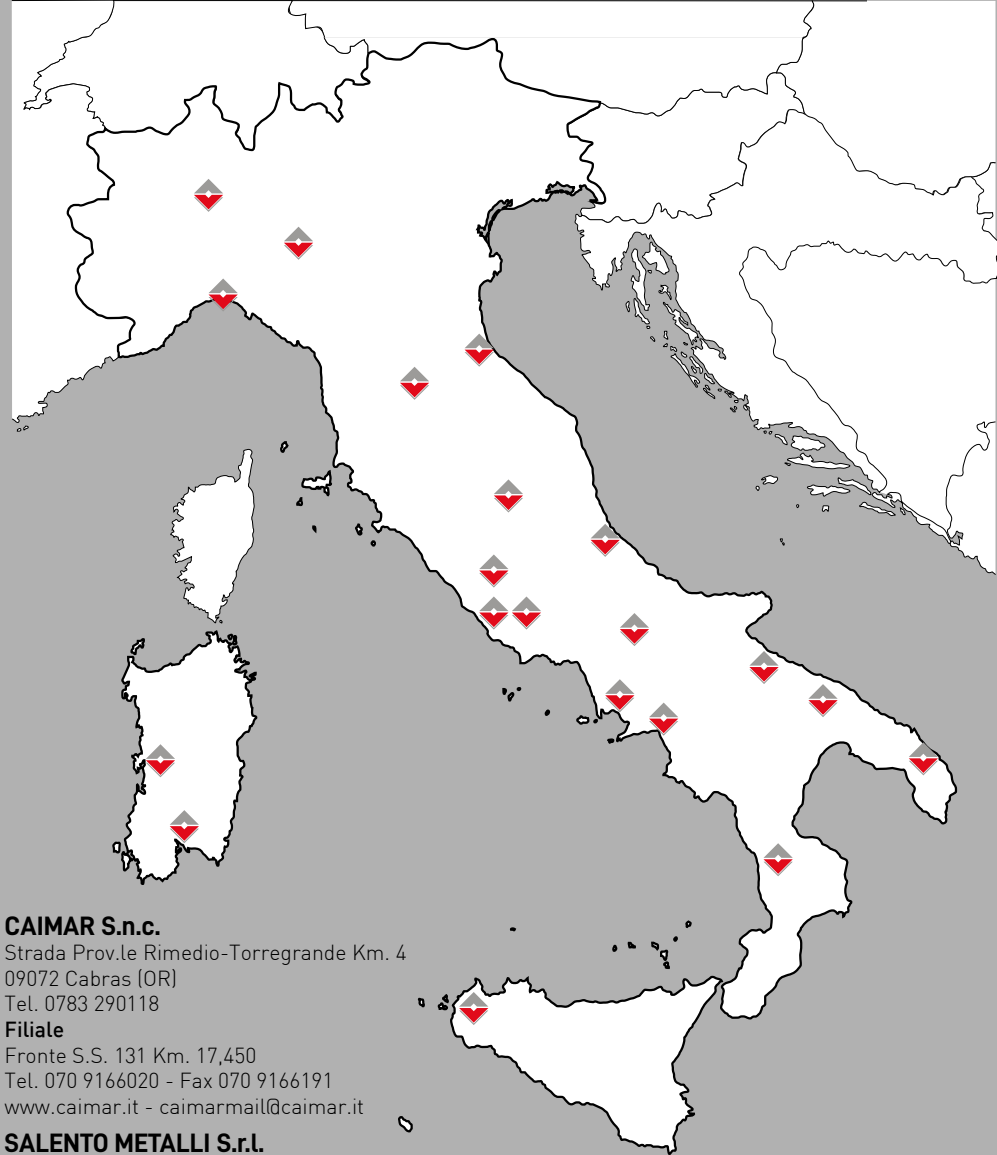 CAIMAR S.n.c.
Strada Prov.le Rimedio-Torregrande Km. 4
09072 Cabras (OR)
Tel. 0783 290118
Filiale
Fronte S.S. 131 Km. 17,450
Tel. 070 9166020 - Fax 070 9166191
www.caimar.it - caimarmail@caimar.it
SALENTO METALLI S.r.l.